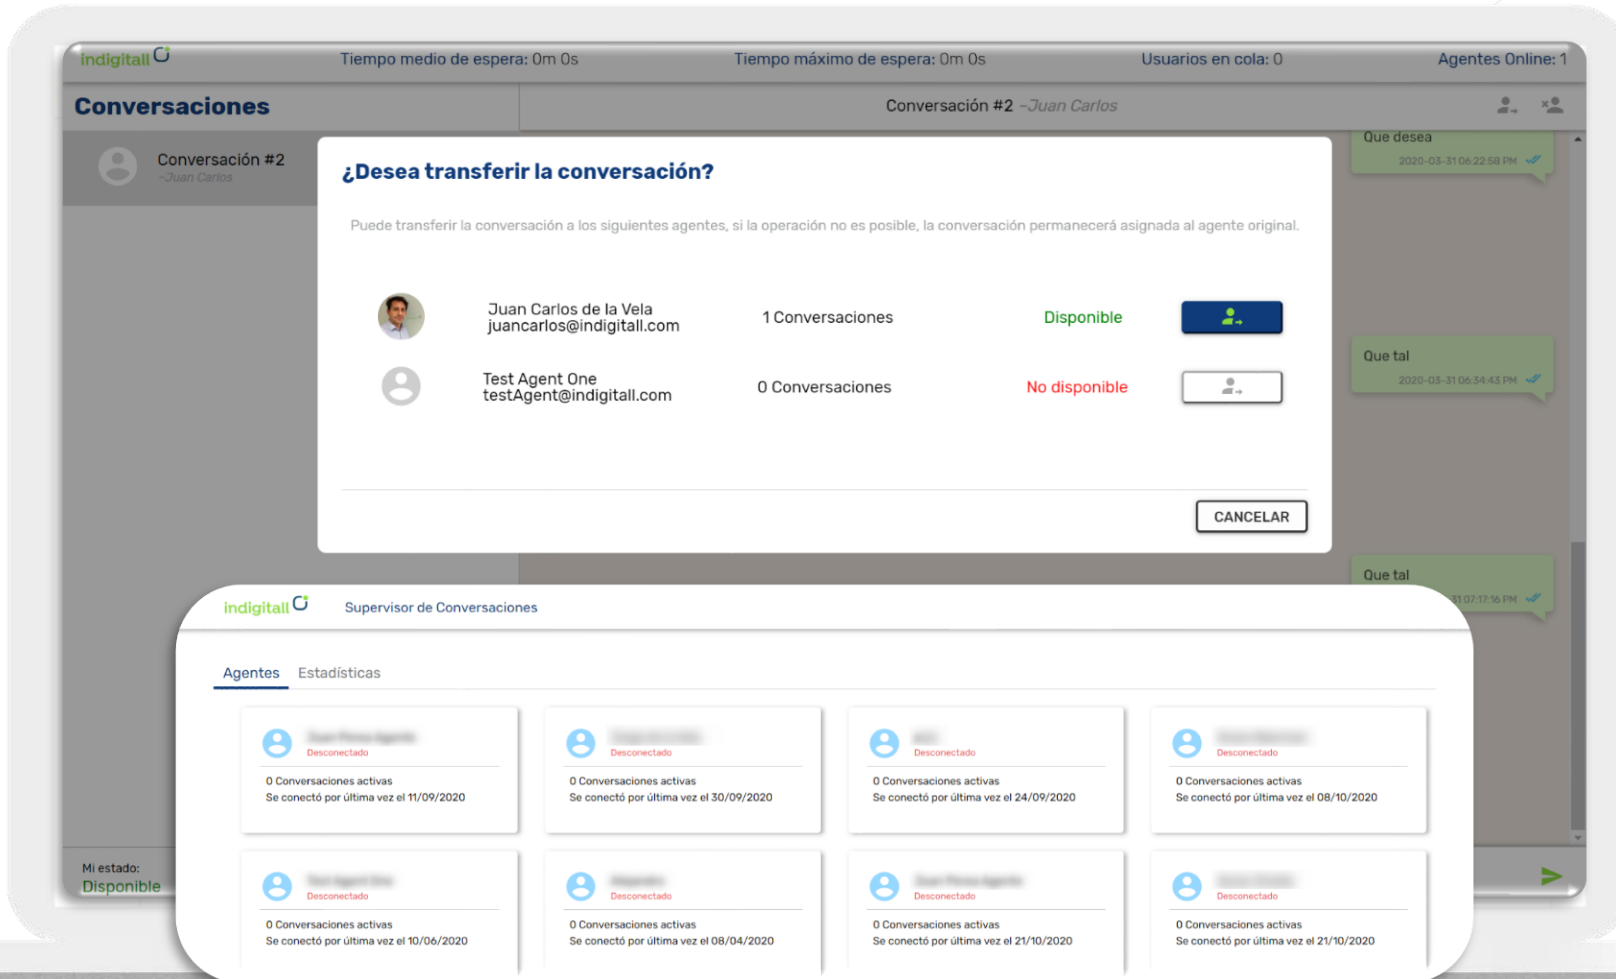 indigitall
Tiempo medio de espera: 0m 0s
Tiempo máximo de espera: 0m 0s
Usuarios en cola: 0
Agentes Online: 1
Conversaciones
Conversación #2 –Juan Carlos
Conversación #2
–Juan Carlos
Que desea
2020-03-31 06:22:58 PM
¿Desea transferir la conversación?
Puede transferir la conversación a los siguientes agentes, si la operación no es posible, la conversación permanecerá asignada al agente original.
Juan Carlos de la Vela
juancarlos@indigitall.com
1 Conversaciones
Disponible
Test Agent One
testAgent@indigitall.com
0 Conversaciones
No disponible
Que tal
2020-03-31 06:34:43 PM
CANCELAR
Que tal
31 07:17:16 PM
indigitall
Supervisor de Conversaciones
Agentes
Estadísticas
Desconectado
0 Conversaciones activas
Se conectó por última vez el 11/09/2020
Desconectado
0 Conversaciones activas
Se conectó por última vez el 30/09/2020
Desconectado
0 Conversaciones activas
Se conectó por última vez el 24/09/2020
Desconectado
0 Conversaciones activas
Se conectó por última vez el 08/10/2020
Desconectado
0 Conversaciones activas
Se conectó por última vez el 10/06/2020
Desconectado
0 Conversaciones activas
Se conectó por última vez el 08/04/2020
Desconectado
0 Conversaciones activas
Se conectó por última vez el 21/10/2020
Desconectado
0 Conversaciones activas
Se conectó por última vez el 21/10/2020
Mi estado:
Disponible